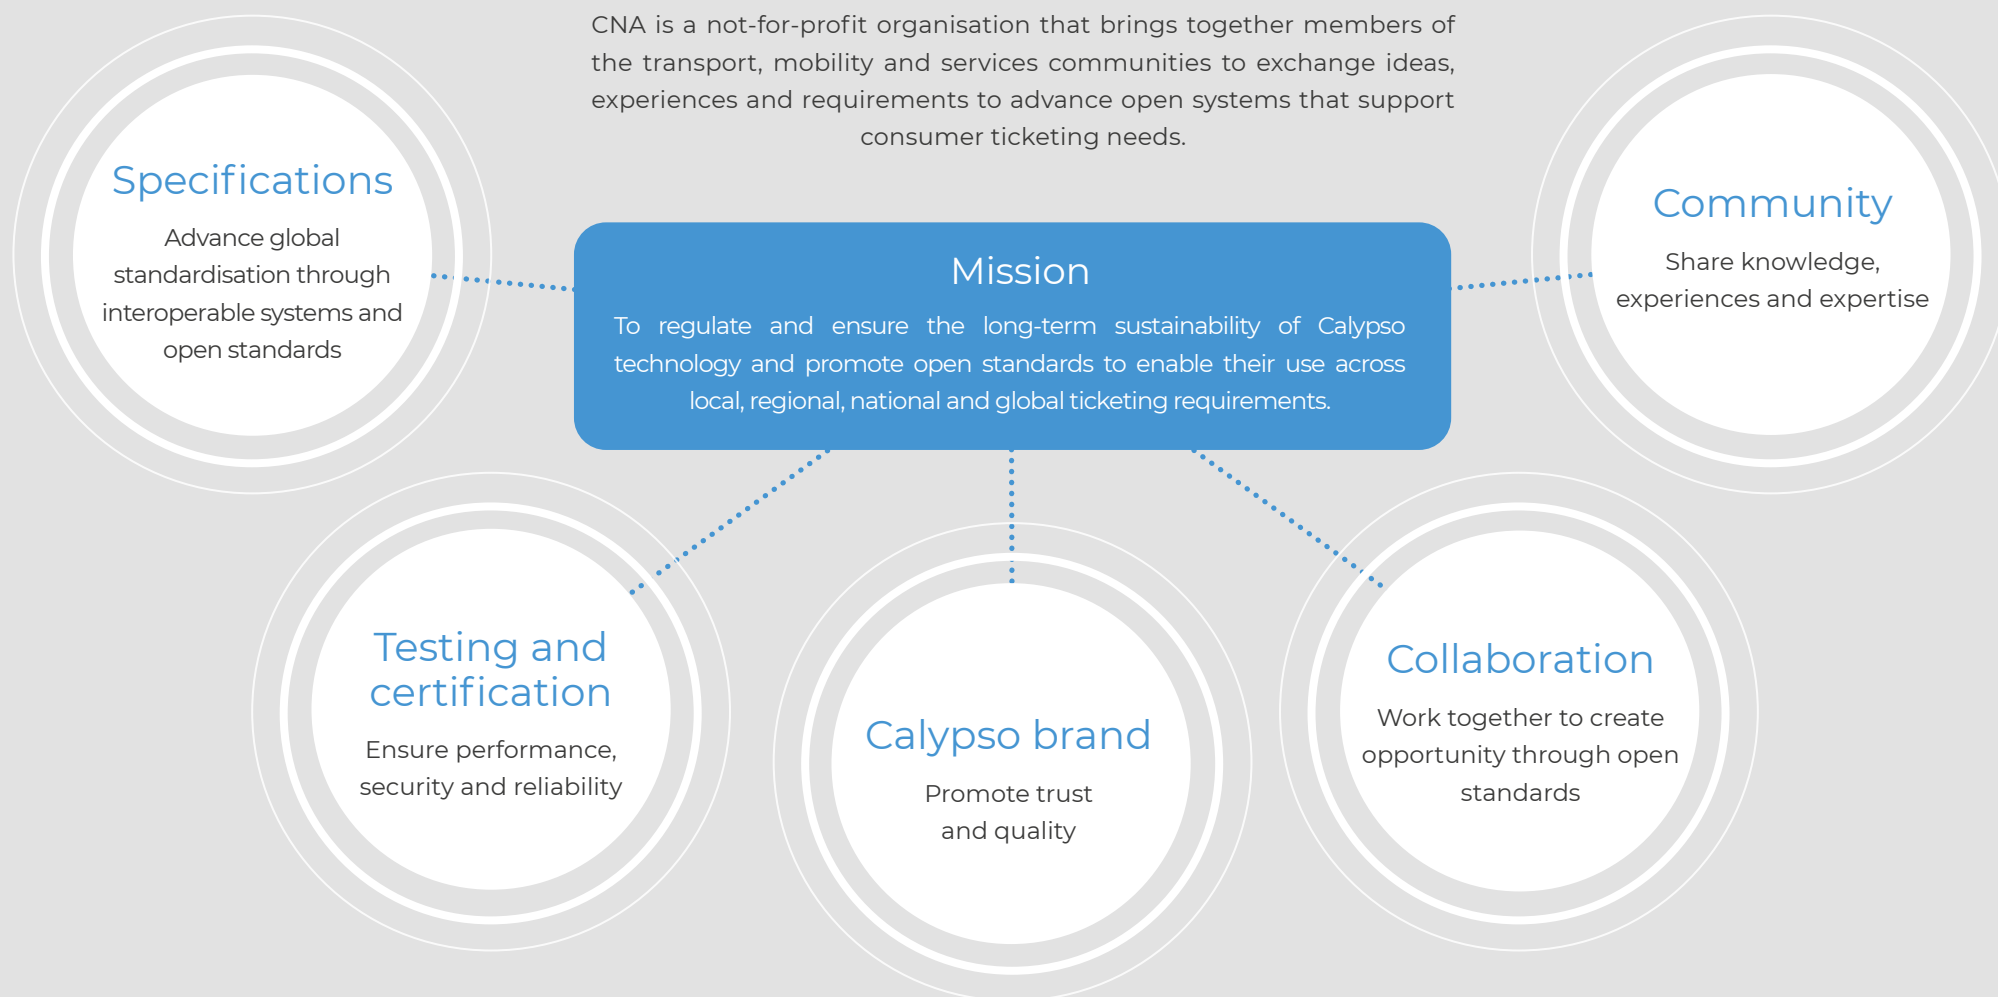 CNA is a not-for-profit organisation that brings together members of
the transport, mobility and services communities to exchange ideas,
experiences and requirements to advance open systems that support
consumer ticketing needs.
Specifications
Advance global
standardisation through
interoperable systems and
open standards
Mission
To regulate and ensure the long-term sustainability of Calypso
technology and promote open standards to enable their use across
local, regional, national and global ticketing requirements.
Community
Share knowledge,
experiences and expertise
Testing and
certification
Ensure performance,
security and reliability
Calypso brand
Promote trust
and quality
Collaboration
Work together to create
opportunity through open
standards